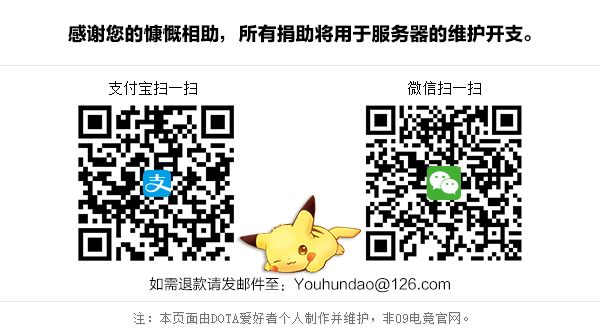 感谢您的慷慨相助，所有捐助将用于服务器的维护开支。
支付宝扫一扫
微信扫一扫
支
如需退款请发邮件至：Youhundao@126.com
注：本页面由DOTA爱好者个人制作并维护，非09电竞官网。